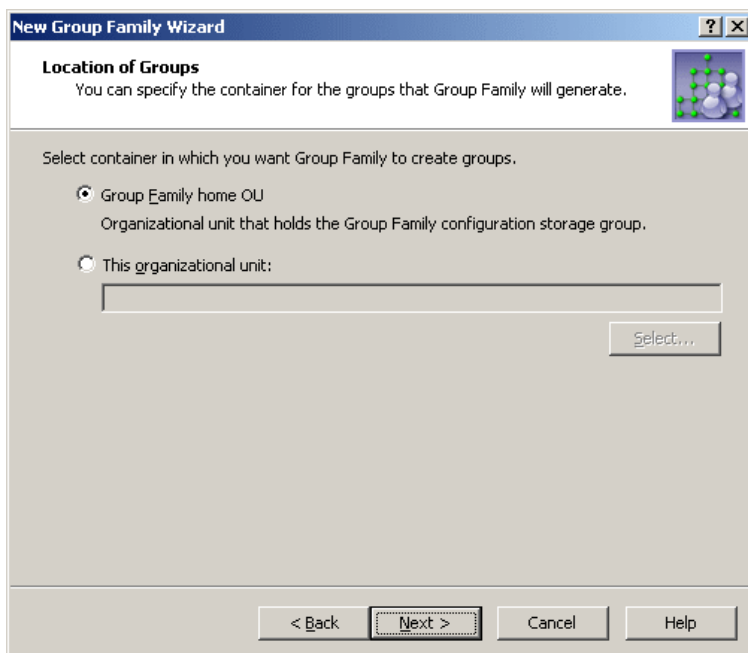 New Group Family Wizard
Location of Groups
You can specify the container for the groups that Group Family will generate.
Select container in which you want Group Family to create groups.
Group Family home OU
Organizational unit that holds the Group Family configuration storage group.
This organizational unit:
Select...
< Back Next > Cancel Help